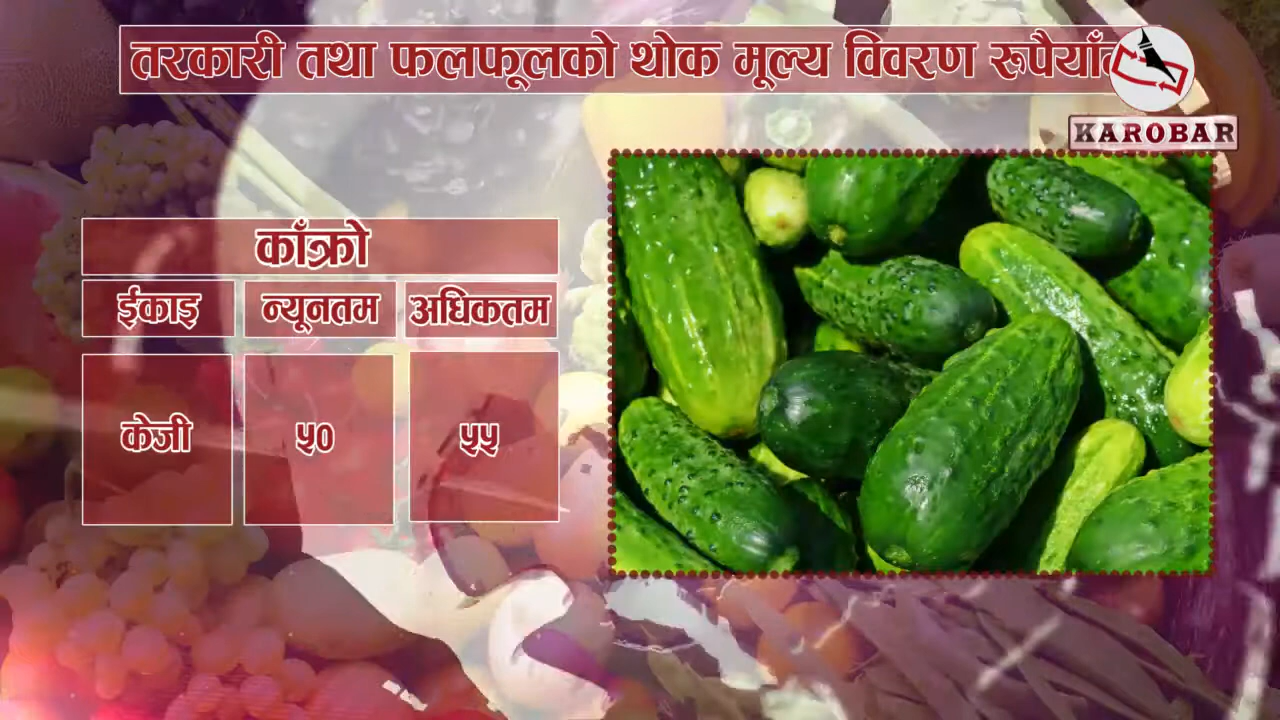 तरकारी तथा फलफूलको थोक मूल्य विवरण
KAROBAR
काँक्रो
ईकाइ न्यूनतम अधिकतम
केजी ५० ५५